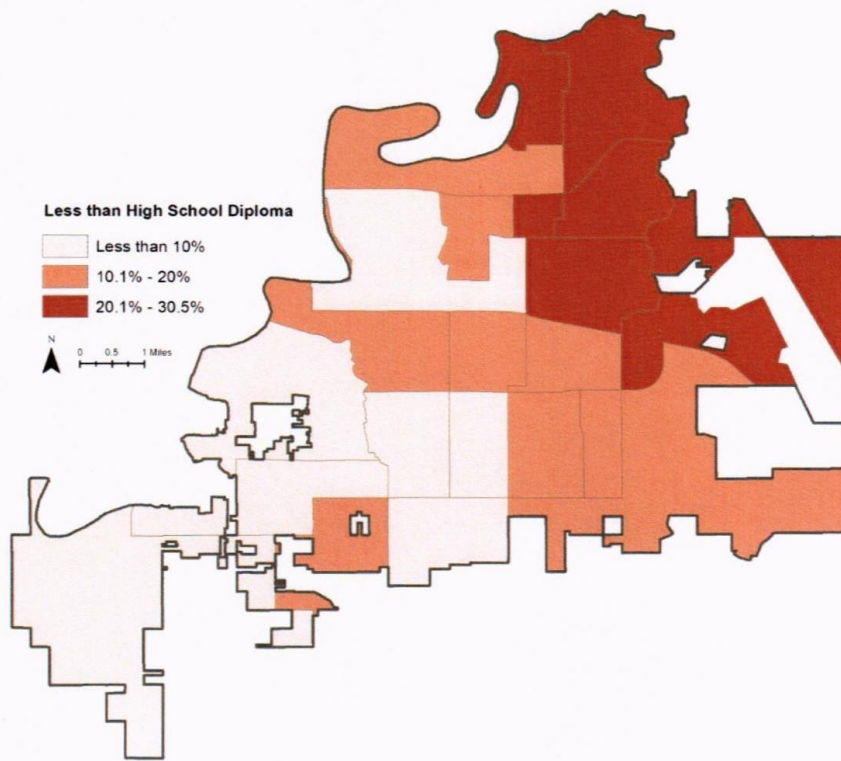 Less than High School Diploma
Less than 10%
10.1% - 20%
20.1% - 30.5%
N
0 0.5 1 Miles